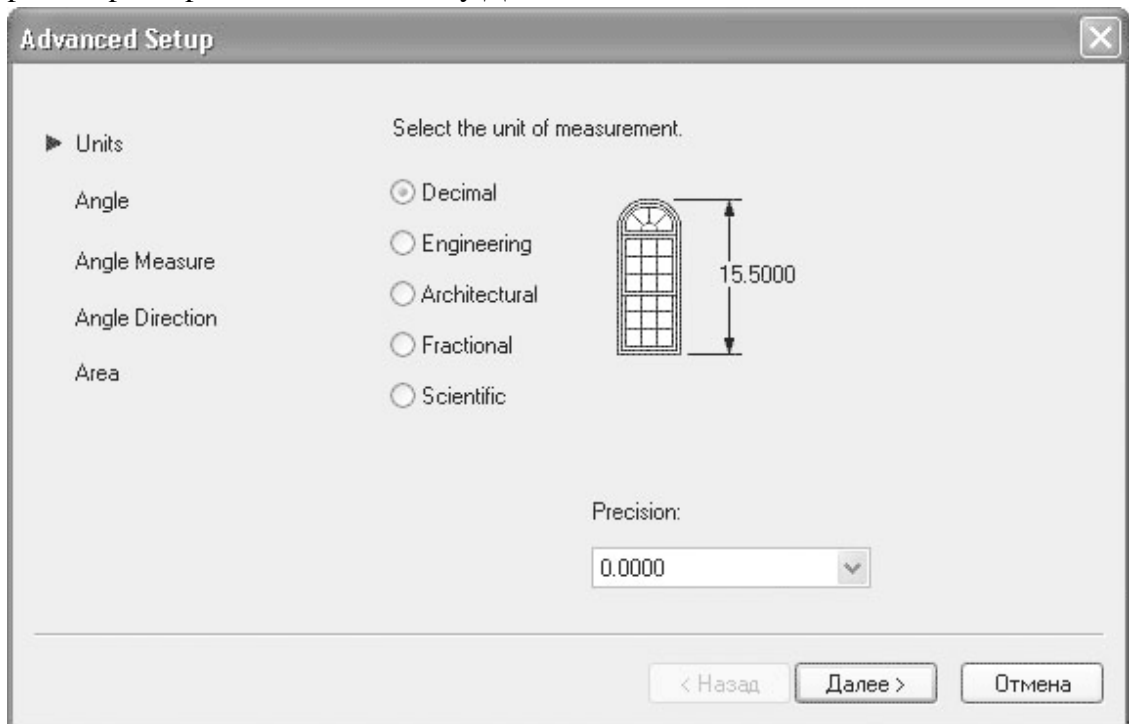 Advanced Setup
Units
Angle
Angle Measure
Angle Direction
Area
Select the unit of measurement.
Decimal
Engineering
Architectural
Fractional
Scientific
15.5000
Precision:
0.0000
< Назад
Далее >
Отмена